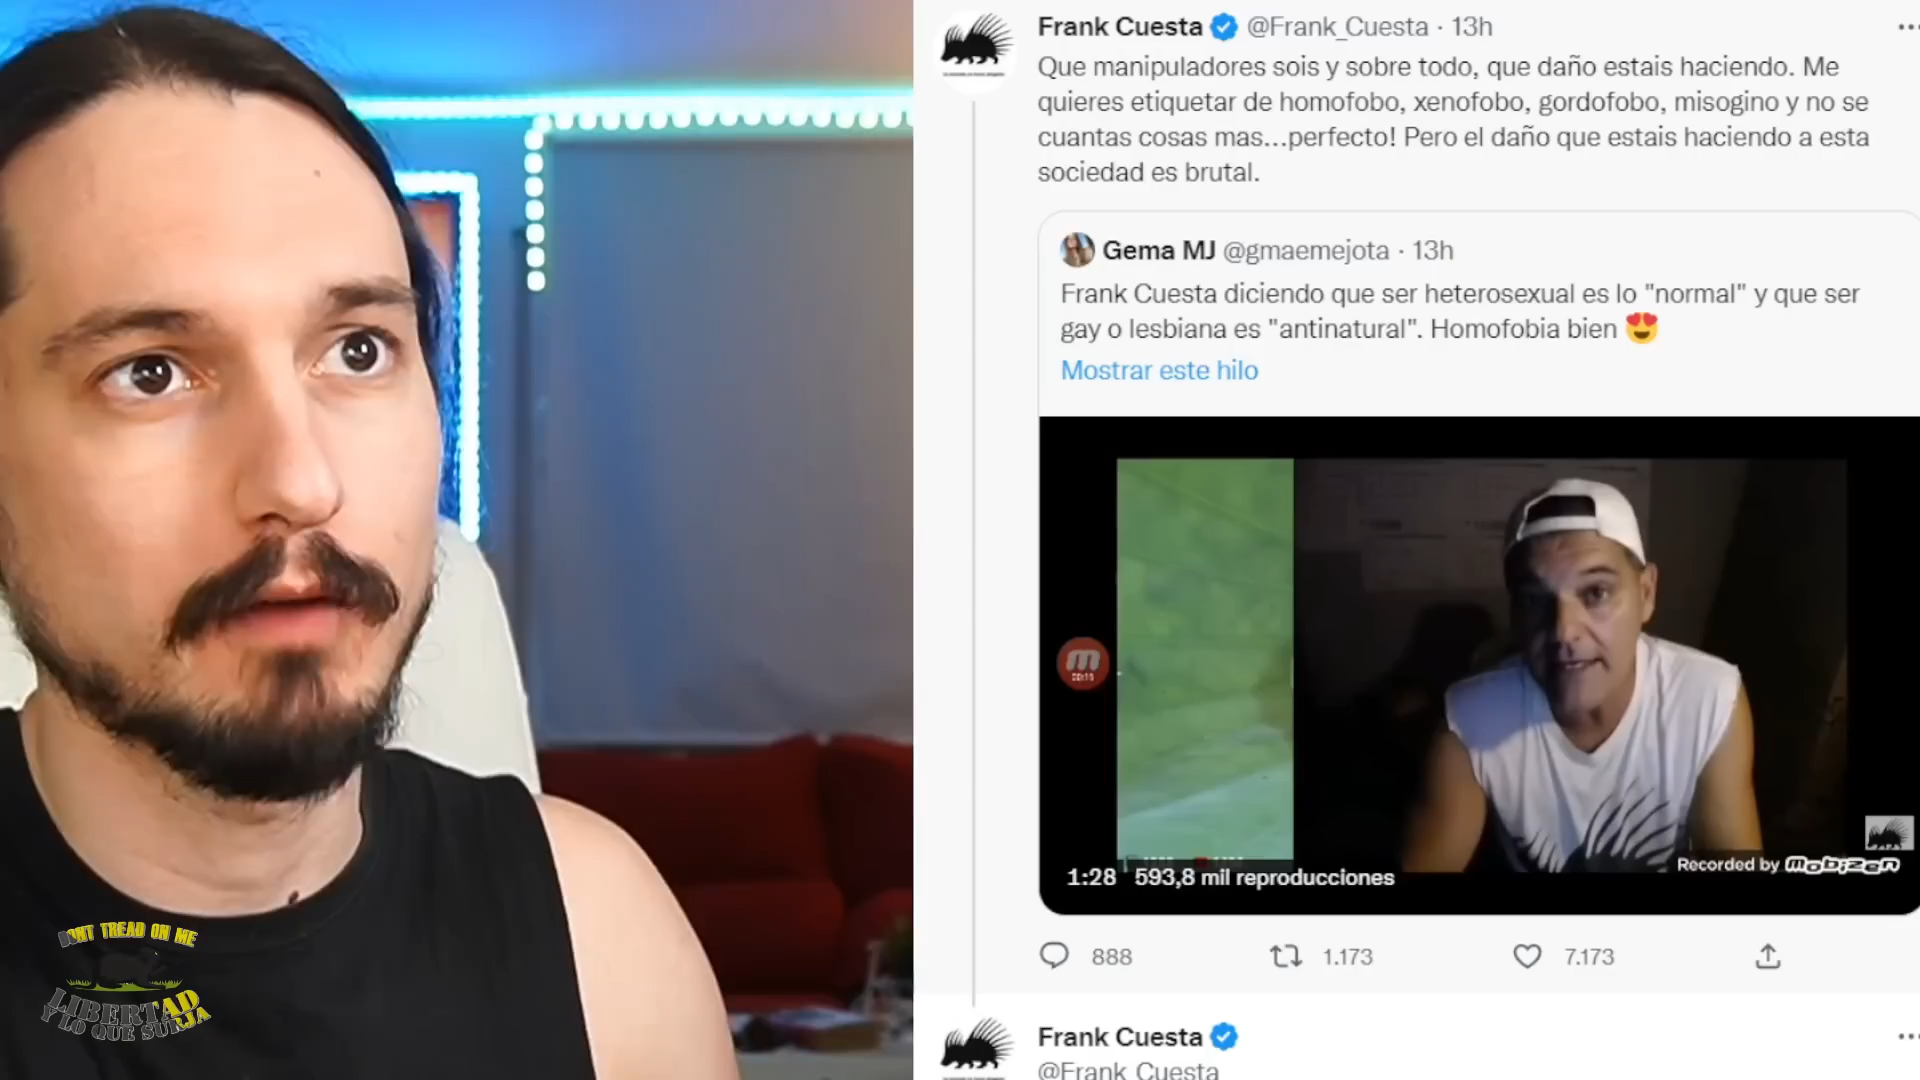 Frank Cuesta @Frank_Cuesta · 13h
Que manipuladores sois y sobre todo, que daño estais haciendo. Me
quieres etiquetar de homofobo, xenofobo, gordofobo, misogino y no se
cuantas cosas mas...perfecto! Pero el daño que estais haciendo a esta
sociedad es brutal.
Gema MJ @gmaemejota · 13h
Frank Cuesta diciendo que ser heterosexual es lo "normal" y que ser
gay o lesbiana es "antinatural". Homofobia bien 😍
Mostrar este hilo
1:28 593,8 mil reproducciones
Recorded by mobizen
888 1.173 7.173
Frank Cuesta
@Frank_Cuesta
DONT TREAD ON ME
LIBERTAD
Y LO QUE SURJA